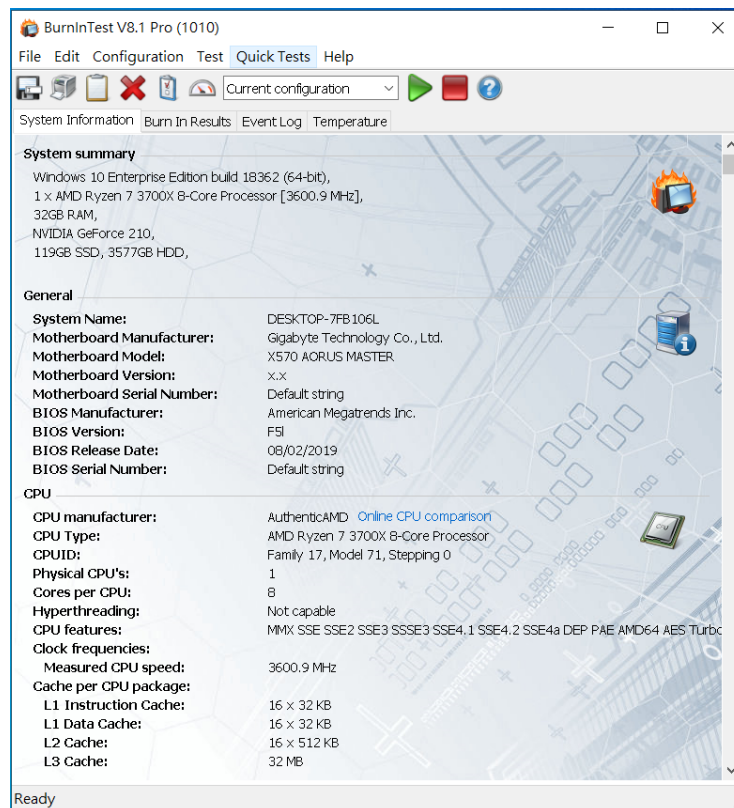 BurnInTest V8.1 Pro (1010)
File Edit Configuration Test Quick Tests Help
Current configuration
System Information Burn In Results Event Log Temperature
System summary
Windows 10 Enterprise Edition build 18362 (64-bit),
1 x AMD Ryzen 7 3700X 8-Core Processor [3600.9 MHz],
32GB RAM,
NVIDIA GeForce 210,
119GB SSD, 3577GB HDD,
General
System Name: DESKTOP-7FB106L
Motherboard Manufacturer: Gigabyte Technology Co., Ltd.
Motherboard Model: X570 AORUS MASTER
Motherboard Version: x.x
Motherboard Serial Number: Default string
BIOS Manufacturer: American Megatrends Inc.
BIOS Version: F5l
BIOS Release Date: 08/02/2019
BIOS Serial Number: Default string
CPU
CPU manufacturer: AuthenticAMD Online CPU comparison
CPU Type: AMD Ryzen 7 3700X 8-Core Processor
CPUID: Family 17, Model 71, Stepping 0
Physical CPU's: 1
Cores per CPU: 8
Hyperthreading: Not capable
CPU features: MMX SSE SSE2 SSE3 SSSE3 SSE4.1 SSE4.2 SSE4a DEP PAE AMD64 AES Turbo
Clock frequencies:
Measured CPU speed: 3600.9 MHz
Cache per CPU package:
L1 Instruction Cache: 16 x 32 KB
L1 Data Cache: 16 x 32 KB
L2 Cache: 16 x 512 KB
L3 Cache: 32 MB
Ready